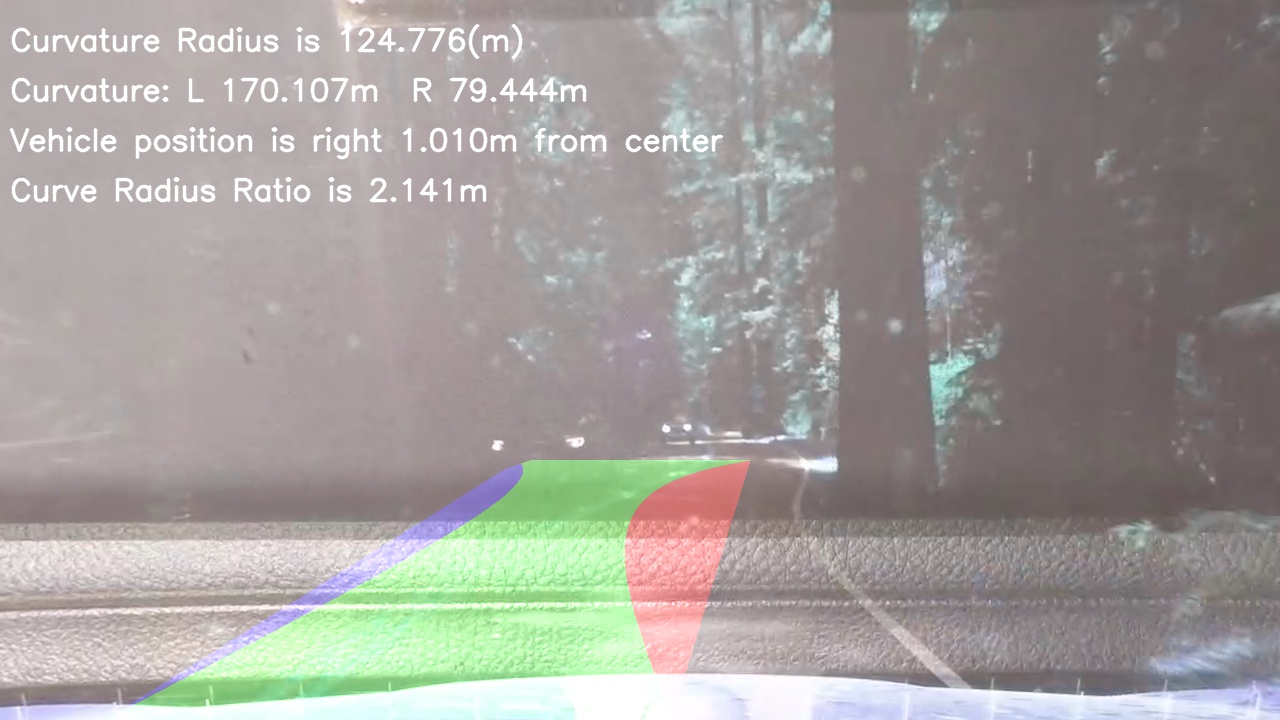 Curvature Radius is 124.776(m)
Curvature: L 170.107m R 79.444m
Vehicle position is right 1.010m from center
Curve Radius Ratio is 2.141m